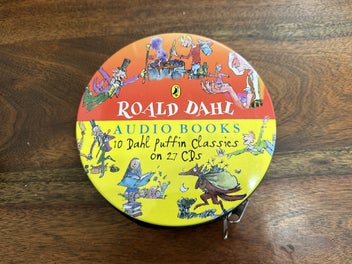 ROALD DAHL
AUDIO BOOKS
10 Dahl Puffin Classics
on 27 CDs